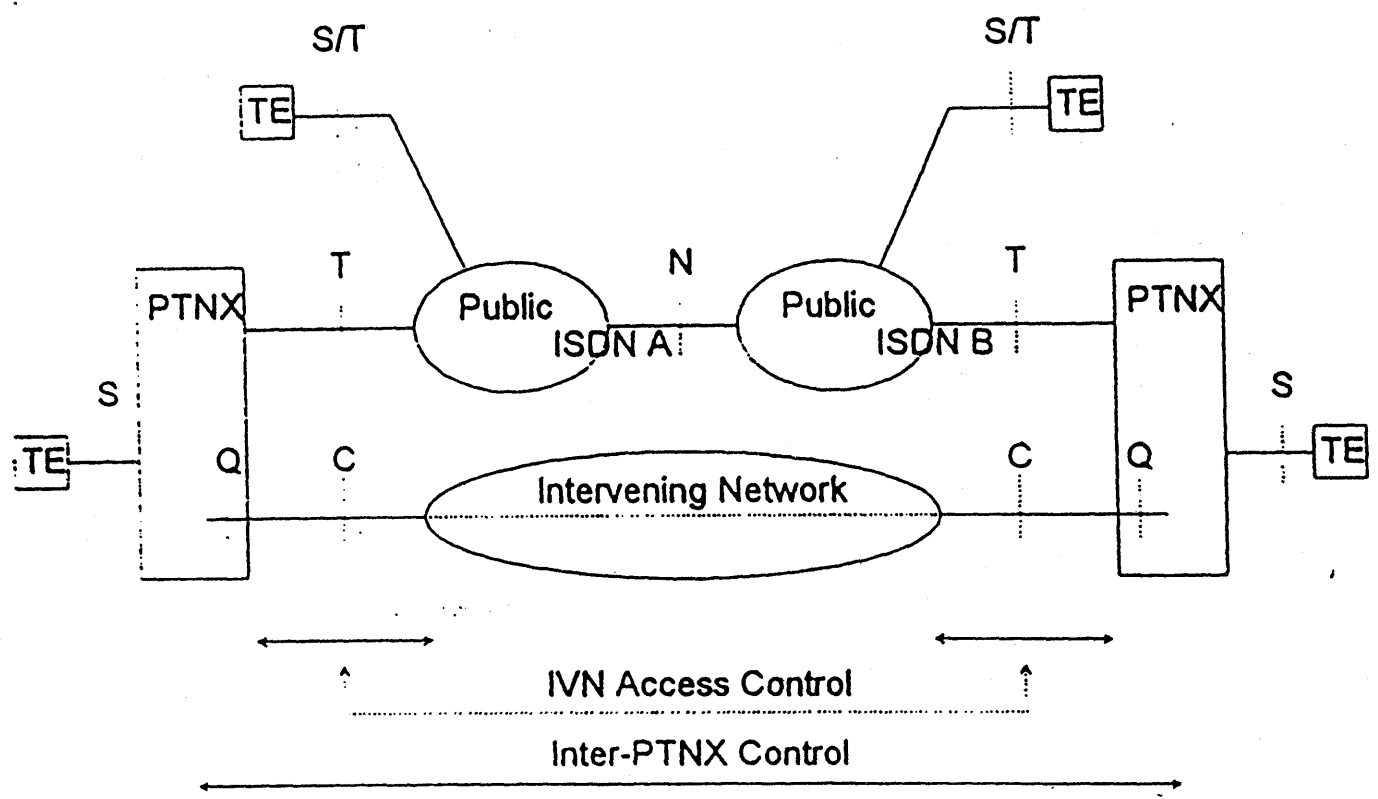 S/T
S/T
TE
TE
T
N
T
PTNX
Public
ISDN A
Public
ISDN B
PTNX
S
S
TE
Q
C
Intervening Network
C
Q
TE
IVN Access Control
Inter-PTNX Control